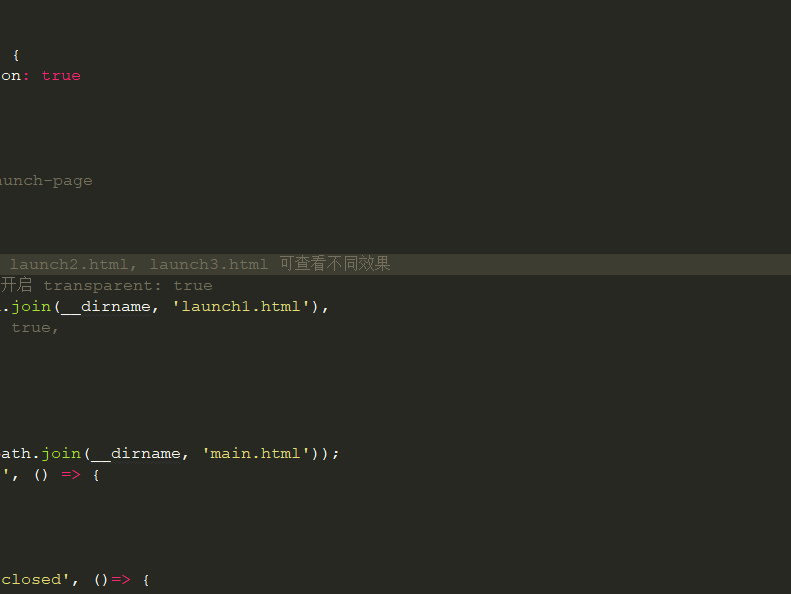 {
on: true
unch-page
launch2.html, launch3.html 可查看不同效果
开启 transparent: true
.join(__dirname, 'launch1.html'),
true,
ath.join(__dirname, 'main.html'));
', () => {
closed', ()=> {